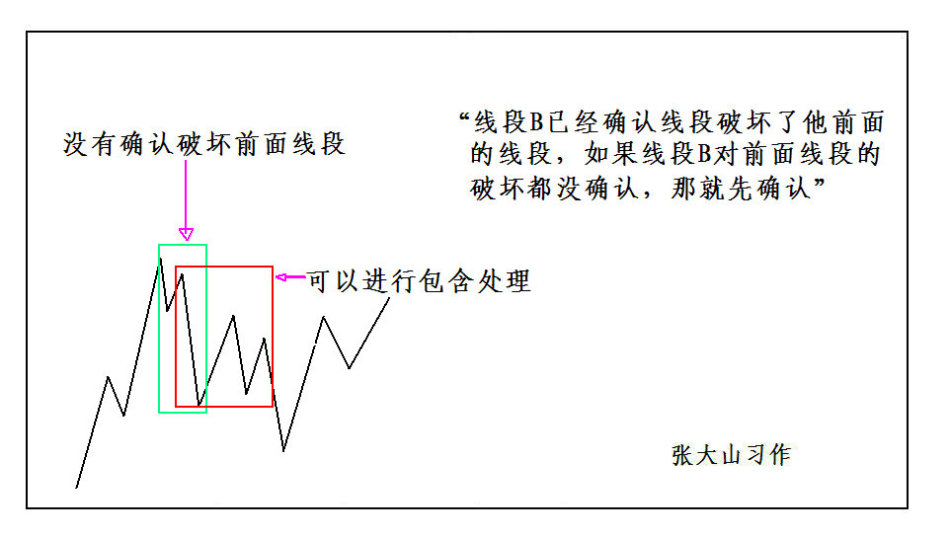 没有确认破坏前面线段
“线段B已经确认线段破坏了他前面
的线段，如果线段B对前面线段的
破坏都没确认，那就先确认”
可以进行包含处理
张大山习作